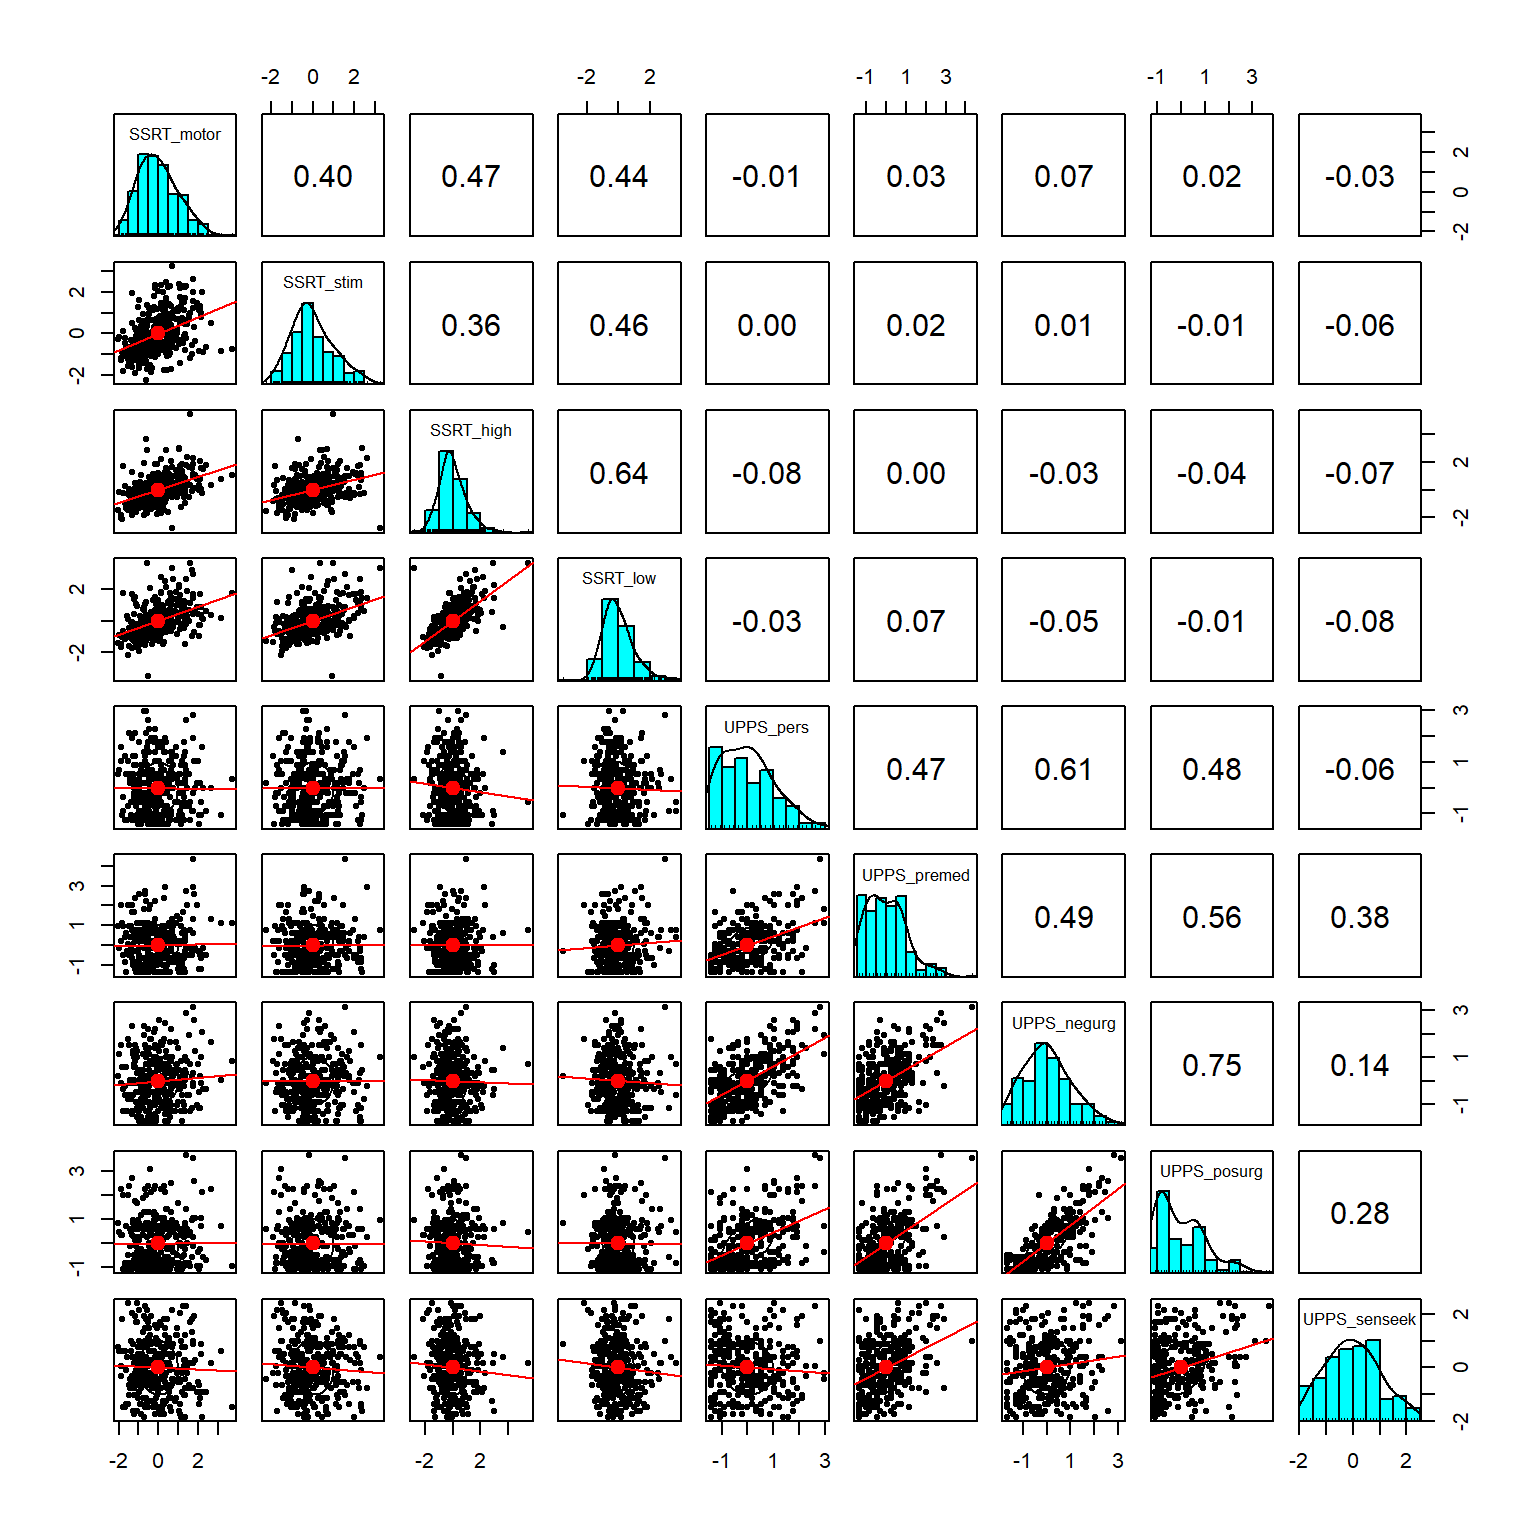 -2 0 2 -2 2 -1 1 3 -1 1 3
SSRT_motor 0.40 0.47 0.44 -0.01 0.03 0.07 0.02 -0.03 -2 0 2
-2 0 2 SSRT_stim 0.36 0.46 0.00 0.02 0.01 -0.01 -0.06
SSRT_high 0.64 -0.08 0.00 -0.03 -0.04 -0.07 -2 2
-2 2 SSRT_low -0.03 0.07 -0.05 -0.01 -0.08
UPPS_pers 0.47 0.61 0.48 -0.06 -1 1 3
-1 1 3 UPPS_premed 0.49 0.56 0.38
UPPS_negurg 0.75 0.14 -1 1 3
-1 1 3 UPPS_posurg 0.28
UPPS_senseek -2 0 2
-2 0 2 -2 2 -1 1 3 -1 1 3 -2 0 2